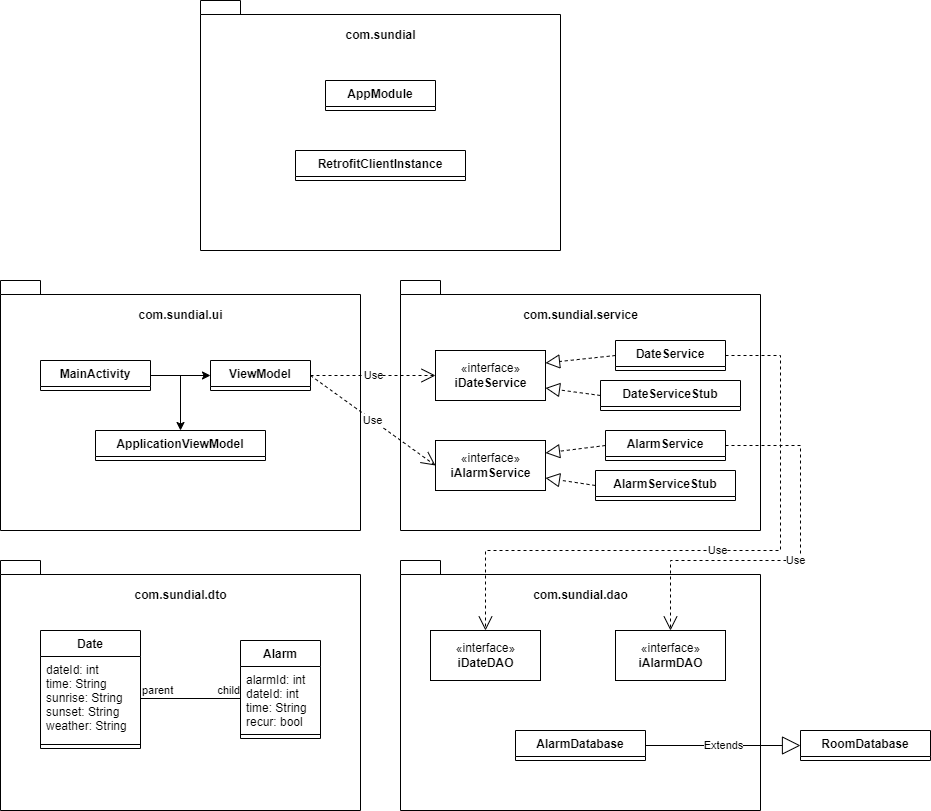 com.sundial
AppModule
RetrofitClientInstance
com.sundial.ui
MainActivity
ViewModel
ApplicationViewModel
Use
Use
com.sundial.service
«interface»
iDateService
DateService
DateServiceStub
«interface»
iAlarmService
AlarmService
AlarmServiceStub
Use
Use
com.sundial.dto
Date
dateId: int
time: String
sunrise: String
sunset: String
weather: String
parent
child
Alarm
alarmId: int
dateId: int
time: String
recur: bool
com.sundial.dao
«interface»
iDateDAO
«interface»
iAlarmDAO
AlarmDatabase
Extends
RoomDatabase